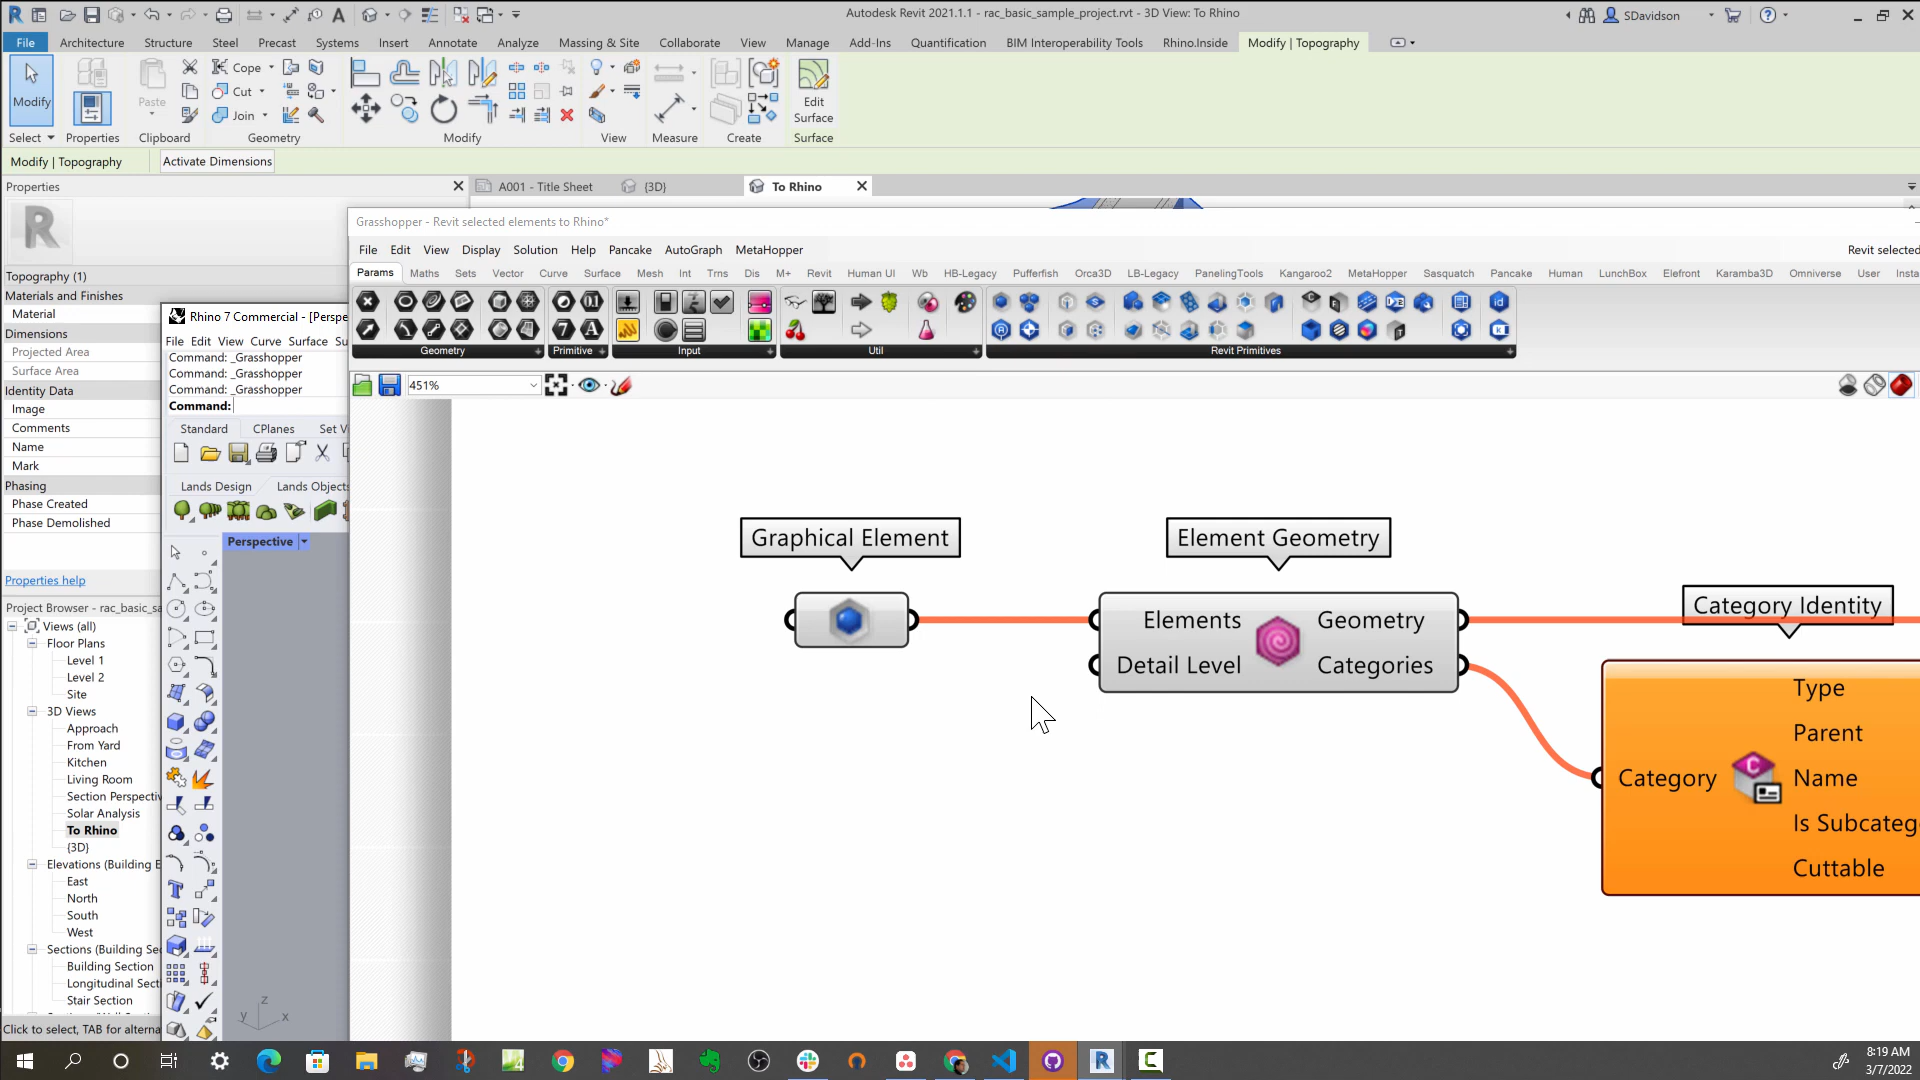 Autodesk Revit 2021.1.1 - rac_basic_sample_project.rvt - 3D View: To Rhino
SDavidson
File Architecture Structure Steel Precast Systems Insert Annotate Analyze Massing & Site Collaborate View Manage Add-Ins Quantification BIM Interoperability Tools Rhino.Inside Modify | Topography
Modify Paste Cope Cut Join Edit Surface
Select Properties Clipboard Geometry Modify View Measure Create Surface
Modify | Topography Activate Dimensions
Properties
A001 - Title Sheet {3D} To Rhino
Topography (1)
Materials and Finishes
Material
Dimensions
Projected Area
Surface Area
Identity Data
Image
Comments
Name
Mark
Phasing
Phase Created
Phase Demolished
Properties help
Project Browser - rac_basic_sa
Views (all)
Floor Plans
Level 1
Level 2
Site
3D Views
Approach
From Yard
Kitchen
Living Room
Section Perspectiv
Solar Analysis
To Rhino
{3D}
Elevations (Building E
East
North
South
West
Sections (Building Se
Building Section
Longitudinal Sect
Stair Section
Click to select, TAB for alterna
Rhino 7 Commercial - [Perspe
File Edit View Curve Surface Su
Command: _Grasshopper
Command: _Grasshopper
Command: _Grasshopper
Command:
Standard CPlanes Set V
Lands Design Lands Objects
Perspective
z
y x
Grasshopper - Revit selected elements to Rhino*
File Edit View Display Solution Help Pancake AutoGraph MetaHopper
Revit selected
Params Maths Sets Vector Curve Surface Mesh Int Trns Dis M+ Revit Human UI Wb HB-Legacy Pufferfish Orca3D LB-Legacy PanelingTools Kangaroo2 MetaHopper Sasquatch Pancake Human LunchBox Elefront Karamba3D Omniverse User Insta
Geometry Primitive Input Util Revit Primitives
451%
Graphical Element
Element Geometry
Elements
Geometry
Detail Level
Categories
Category Identity
Category
Type
Parent
Name
Is Subcateg
Cuttable
8:19 AM
3/7/2022